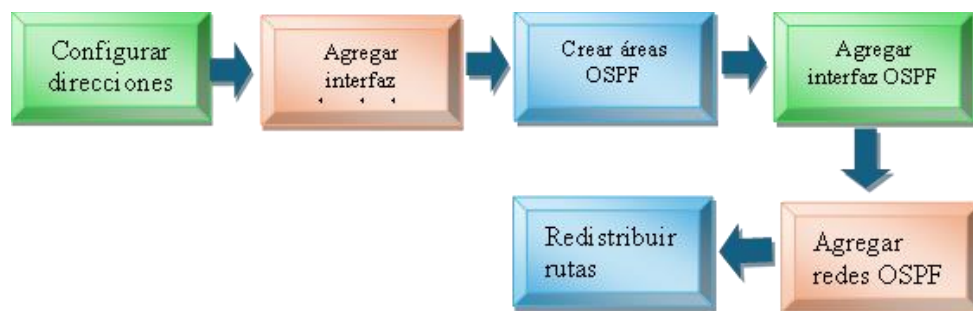 Configurar
direcciones
Agregar
interfaz
Crear áreas
OSPF
Agregar
interfaz OSPF
Agregar
redes OSPF
Redistribuir
rutas